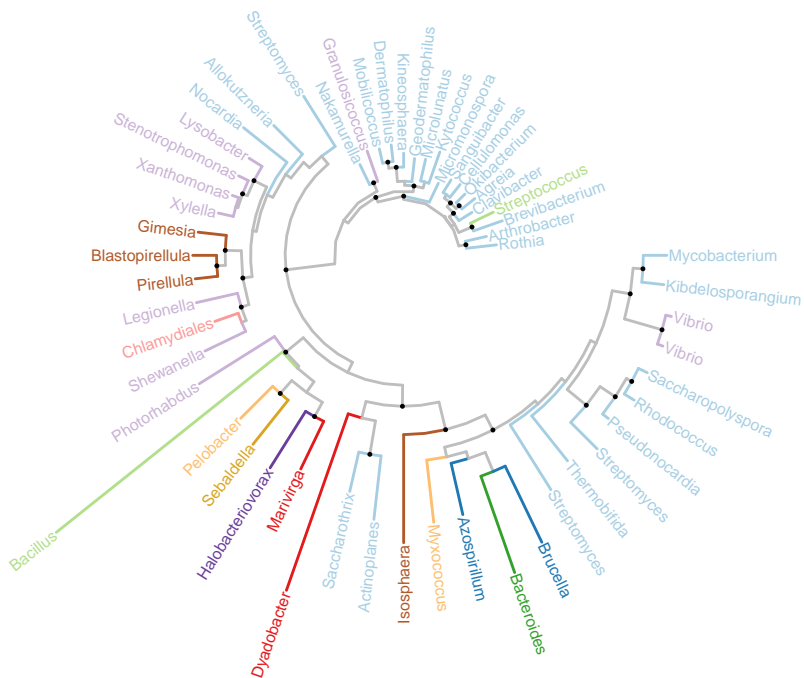 Streptomyces
Allokutzneria
Nocardia
Lysobacter
Stenotrophomonas
Xanthomonas
Xylella
Gimesia
Blastopirellula
Pirellula
Legionella
Chlamydiales
Shewanella
Photorhabdus
Bacillus
Pelobacter
Sebaldella
Halobacteriovorax
Marivirga
Dyadobacter
Saccharothrix
Actinoplanes
Isosphaera
Myxococcus
Azospirillum
Bacteroides
Brucella
Streptomyces
Thermobifida
Streptomyces
Pseudonocardia
Rhodococcus
Saccharopolyspora
Vibrio
Vibrio
Kibdelosporangium
Mycobacterium
Rothia
Arthrobacter
Brevibacterium
Streptococcus
Clavibacter
Agreia
Oribacterium
Cellulomonas
Sanguibacter
Micromonospora
Kytococcus
Microlunatus
Geodermatophilus
Kineosphaera
Dermatophilus
Mobilicoccus
Granulosicoccus
Nakamurella